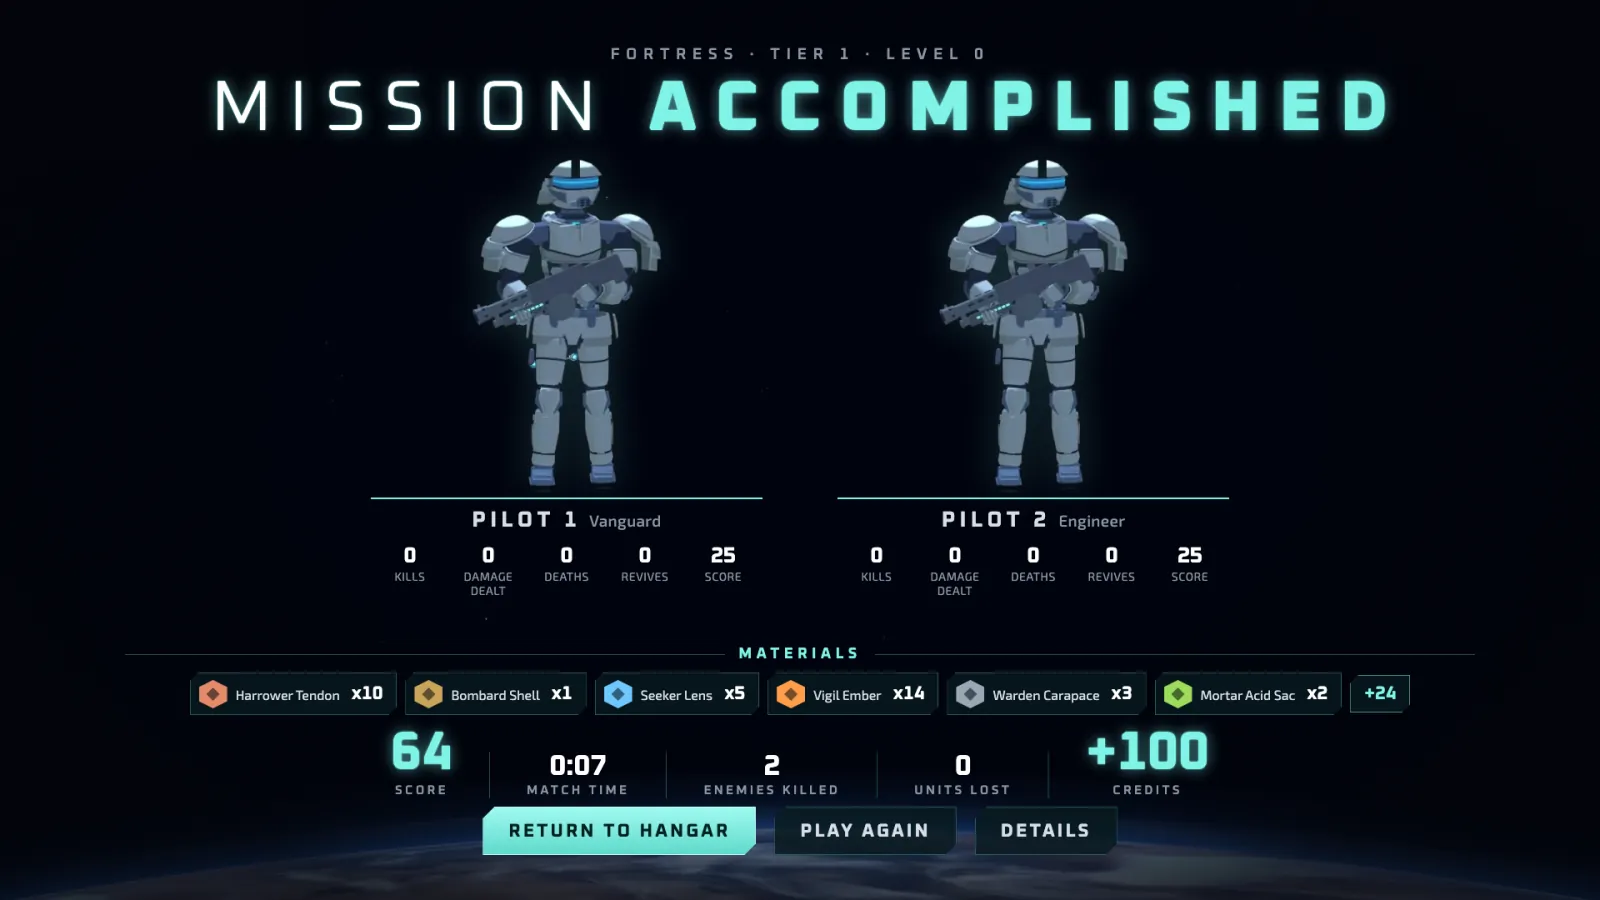 FORTRESS · TIER 1 · LEVEL 0
MISSION ACCOMPLISHED
PILOT 1 Vanguard
0 KILLS
0 DAMAGE DEALT
0 DEATHS
0 REVIVES
25 SCORE
PILOT 2 Engineer
0 KILLS
0 DAMAGE DEALT
0 DEATHS
0 REVIVES
25 SCORE
MATERIALS
Harrower Tendon x10
Bombard Shell x1
Seeker Lens x5
Vigil Ember x14
Warden Carapace x3
Mortar Acid Sac x2
+24
64 SCORE
0:07 MATCH TIME
2 ENEMIES KILLED
0 UNITS LOST
+100 CREDITS
RETURN TO HANGAR
PLAY AGAIN
DETAILS